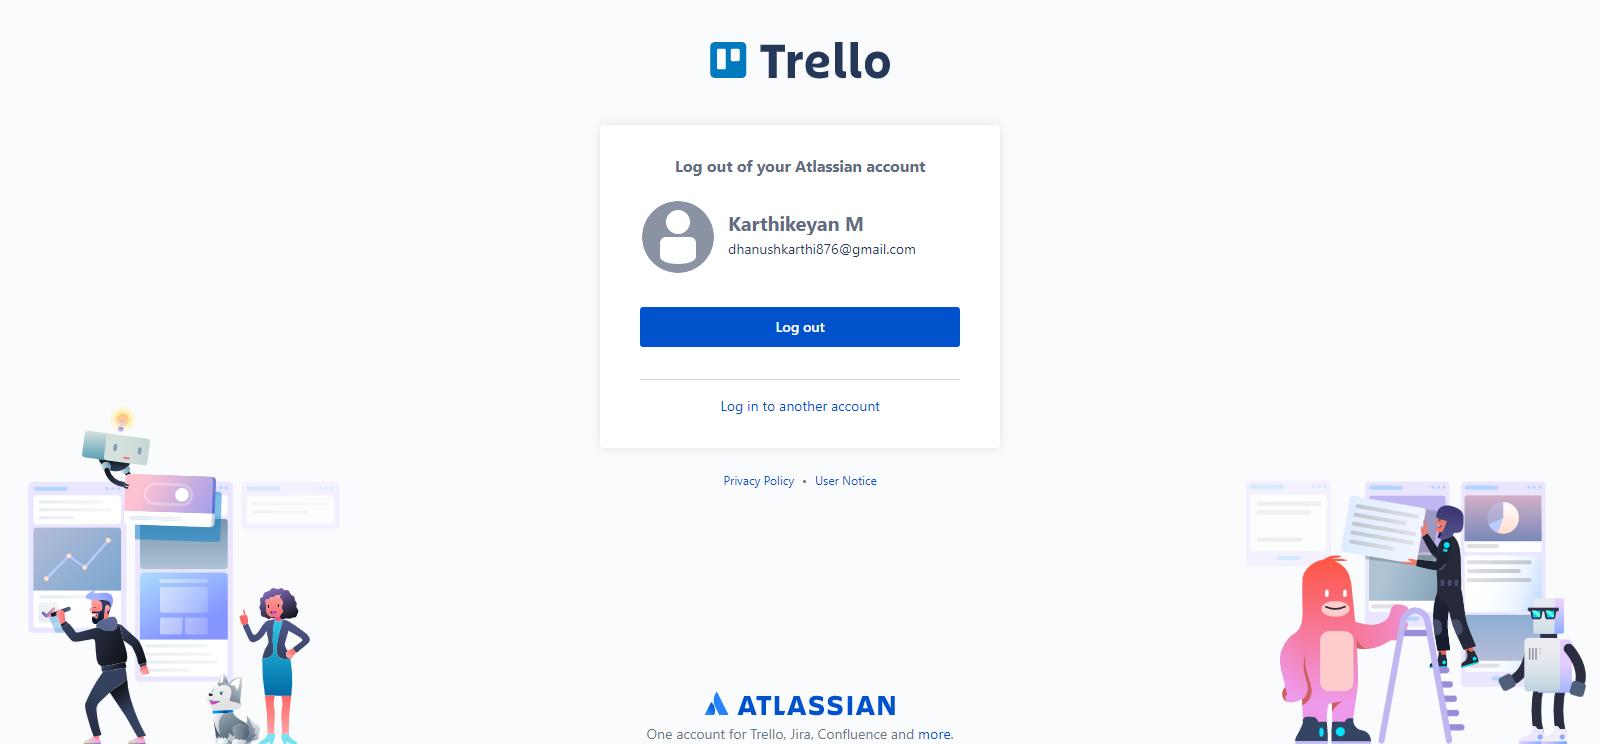 Trello
Log out of your Atlassian account
Karthikeyan M
dhanushkarthi876@gmail.com
Log out
Log in to another account
Privacy Policy • User Notice
ATLASSIAN
One account for Trello, Jira, Confluence and more.